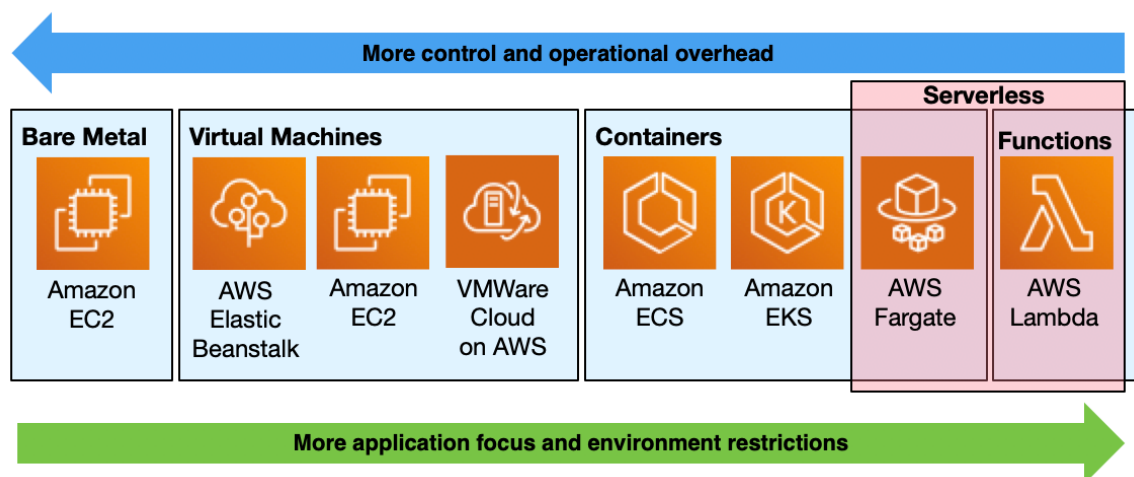 More control and operational overhead
Serverless
Bare Metal
Virtual Machines
Containers
Functions
K
Amazon
EC2
AWS
Elastic
Beanstalk
Amazon
EC2
VMWare
Cloud
on AWS
Amazon
ECS
Amazon
EKS
AWS
Fargate
AWS
Lambda
More application focus and environment restrictions